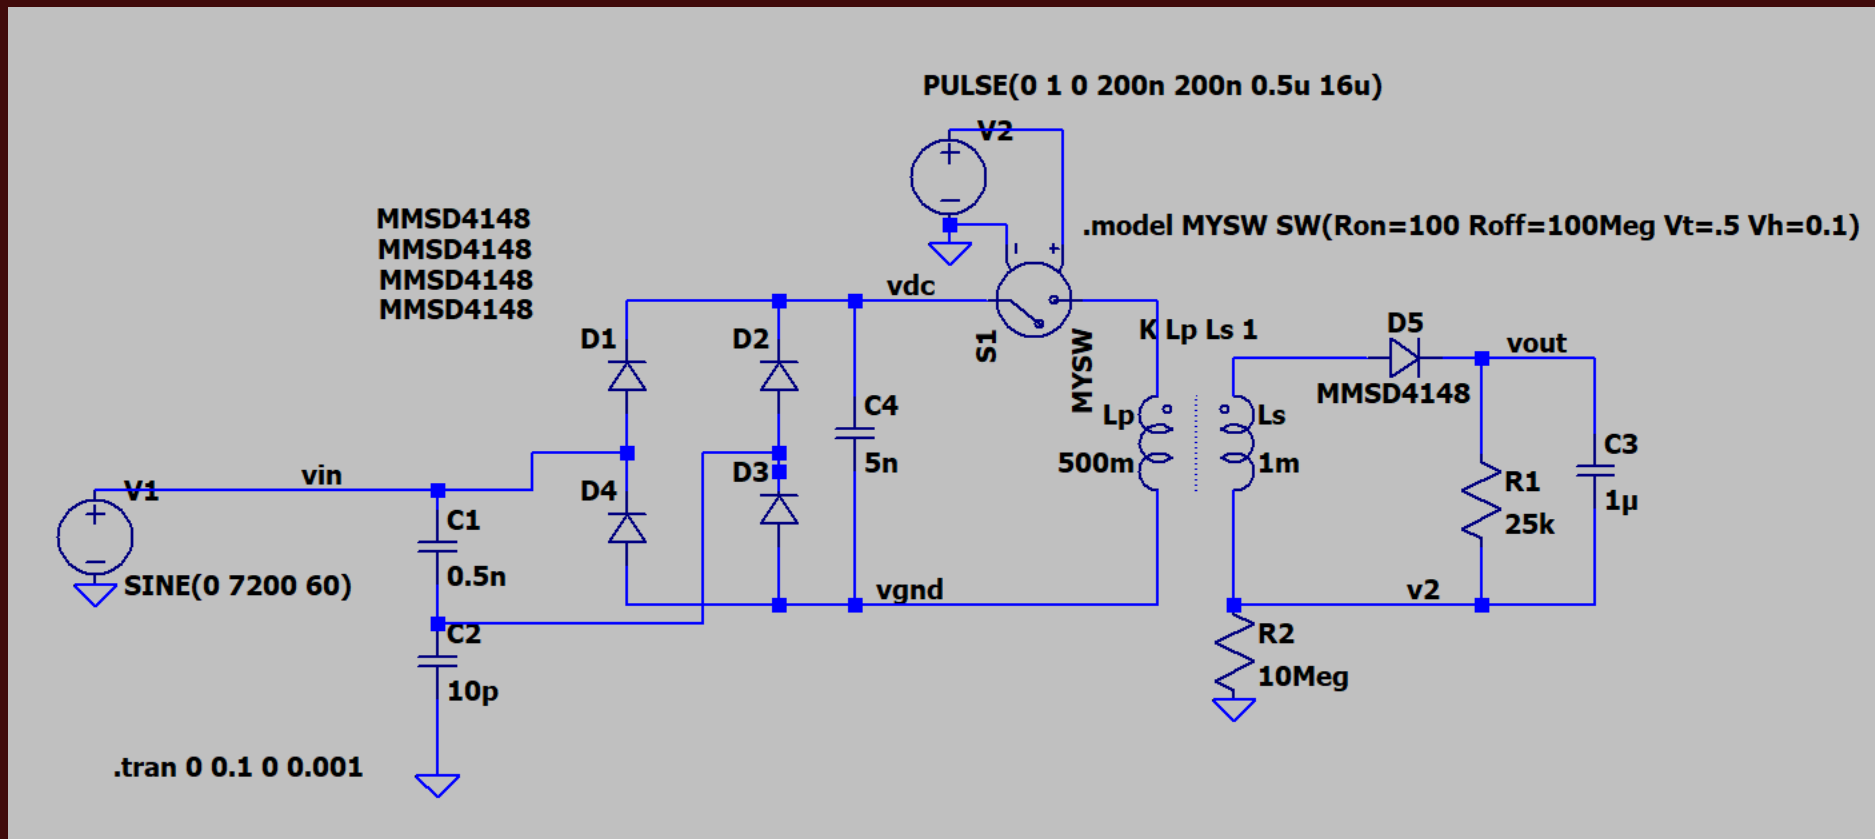 PULSE(0 1 0 200n 200n 0.5u 16u)
V2
MMSD4148
MMSD4148
MMSD4148
MMSD4148
.model MYSW SW(Ron=100 Roff=100Meg Vt=.5 Vh=0.1)
vdc
S1
MYSW
K Lp Ls 1
D1
D2
D5
vout
MMSD4148
C4
5n
Lp
500m
Ls
1m
C3
1µ
R1
25k
vin
V1
D4
D3
C1
0.5n
SINE(0 7200 60)
vgnd
v2
C2
10p
R2
10Meg
.tran 0 0.1 0 0.001